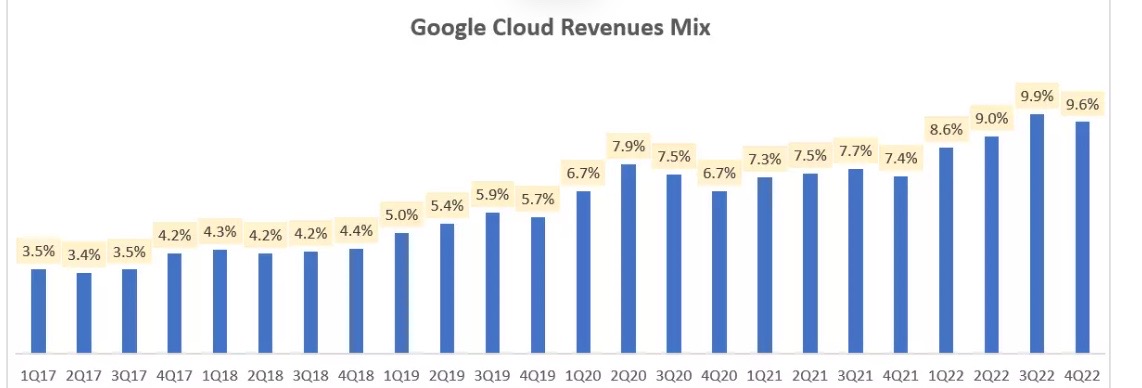 Google Cloud Revenues Mix
3.5% 3.4% 3.5% 4.2% 4.3% 4.2% 4.2% 4.4% 5.0% 5.4% 5.9% 5.7% 6.7% 7.9% 7.5% 6.7% 7.3% 7.5% 7.7% 7.4% 8.6% 9.0% 9.9% 9.6%
1Q17 2Q17 3Q17 4Q17 1Q18 2Q18 3Q18 4Q18 1Q19 2Q19 3Q19 4Q19 1Q20 2Q20 3Q20 4Q20 1Q21 2Q21 3Q21 4Q21 1Q22 2Q22 3Q22 4Q22